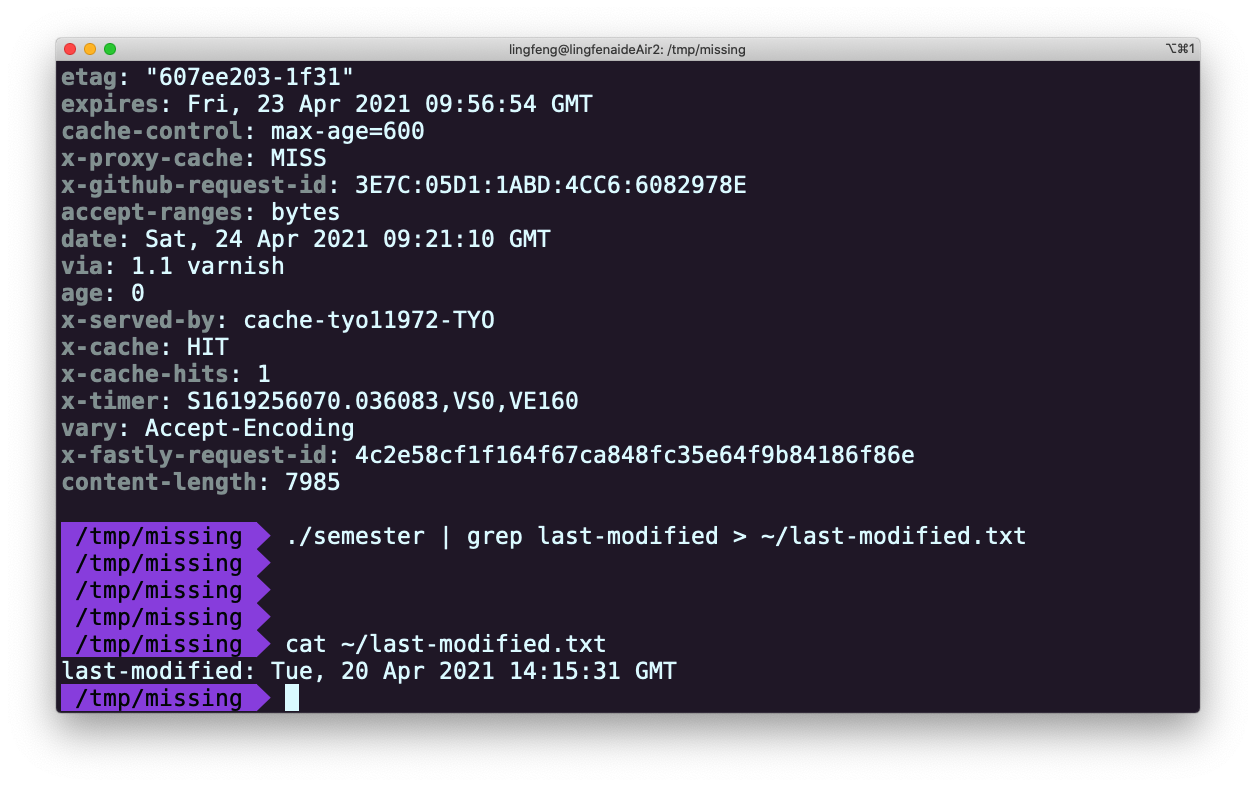 lingfeng@lingfenaideAir2: /tmp/missing ⌥⌘1
etag: "607ee203-1f31"
expires: Fri, 23 Apr 2021 09:56:54 GMT
cache-control: max-age=600
x-proxy-cache: MISS
x-github-request-id: 3E7C:05D1:1ABD:4CC6:6082978E
accept-ranges: bytes
date: Sat, 24 Apr 2021 09:21:10 GMT
via: 1.1 varnish
age: 0
x-served-by: cache-tyo11972-TYO
x-cache: HIT
x-cache-hits: 1
x-timer: S1619256070.036083,VS0,VE160
vary: Accept-Encoding
x-fastly-request-id: 4c2e58cf1f164f67ca848fc35e64f9b84186f86e
content-length: 7985
/tmp/missing ./semester | grep last-modified > ~/last-modified.txt
/tmp/missing
/tmp/missing
/tmp/missing
/tmp/missing cat ~/last-modified.txt
last-modified: Tue, 20 Apr 2021 14:15:31 GMT
/tmp/missing